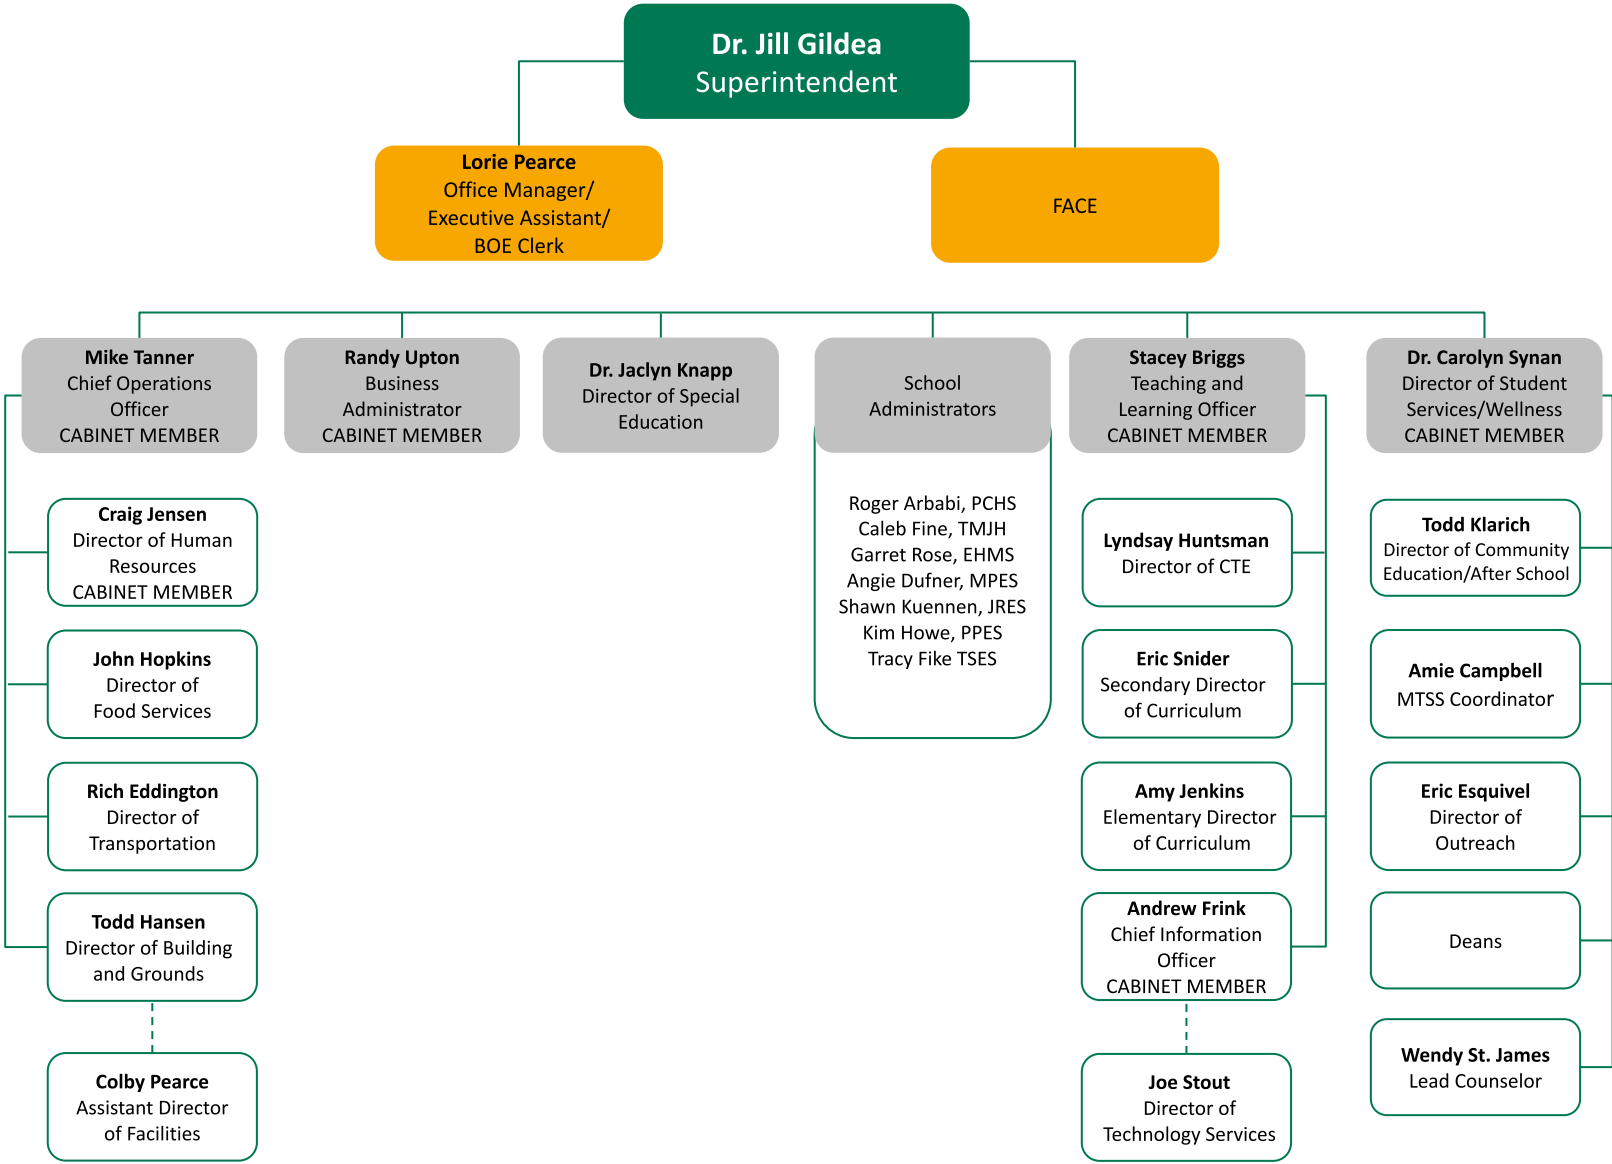 Dr. Jill Gildea
Superintendent
Lorie Pearce
Office Manager/
Executive Assistant/
BOE Clerk
FACE
Mike Tanner
Chief Operations
Officer
CABINET MEMBER
Randy Upton
Business
Administrator
CABINET MEMBER
Dr. Jaclyn Knapp
Director of Special
Education
School
Administrators
Stacey Briggs
Teaching and
Learning Officer
CABINET MEMBER
Dr. Carolyn Synan
Director of Student
Services/Wellness
CABINET MEMBER
Craig Jensen
Director of Human
Resources
CABINET MEMBER
John Hopkins
Director of
Food Services
Rich Eddington
Director of
Transportation
Todd Hansen
Director of Building
and Grounds
Colby Pearce
Assistant Director
of Facilities
Roger Arbabi, PCHS
Caleb Fine, TMJH
Garret Rose, EHMS
Angie Dufner, MPES
Shawn Kuennen, JRES
Kim Howe, PPES
Tracy Fike TSES
Lyndsay Huntsman
Director of CTE
Eric Snider
Secondary Director
of Curriculum
Amy Jenkins
Elementary Director
of Curriculum
Andrew Frink
Chief Information
Officer
CABINET MEMBER
Joe Stout
Director of
Technology Services
Todd Klarich
Director of Community
Education/After School
Amie Campbell
MTSS Coordinator
Eric Esquivel
Director of
Outreach
Deans
Wendy St. James
Lead Counselor